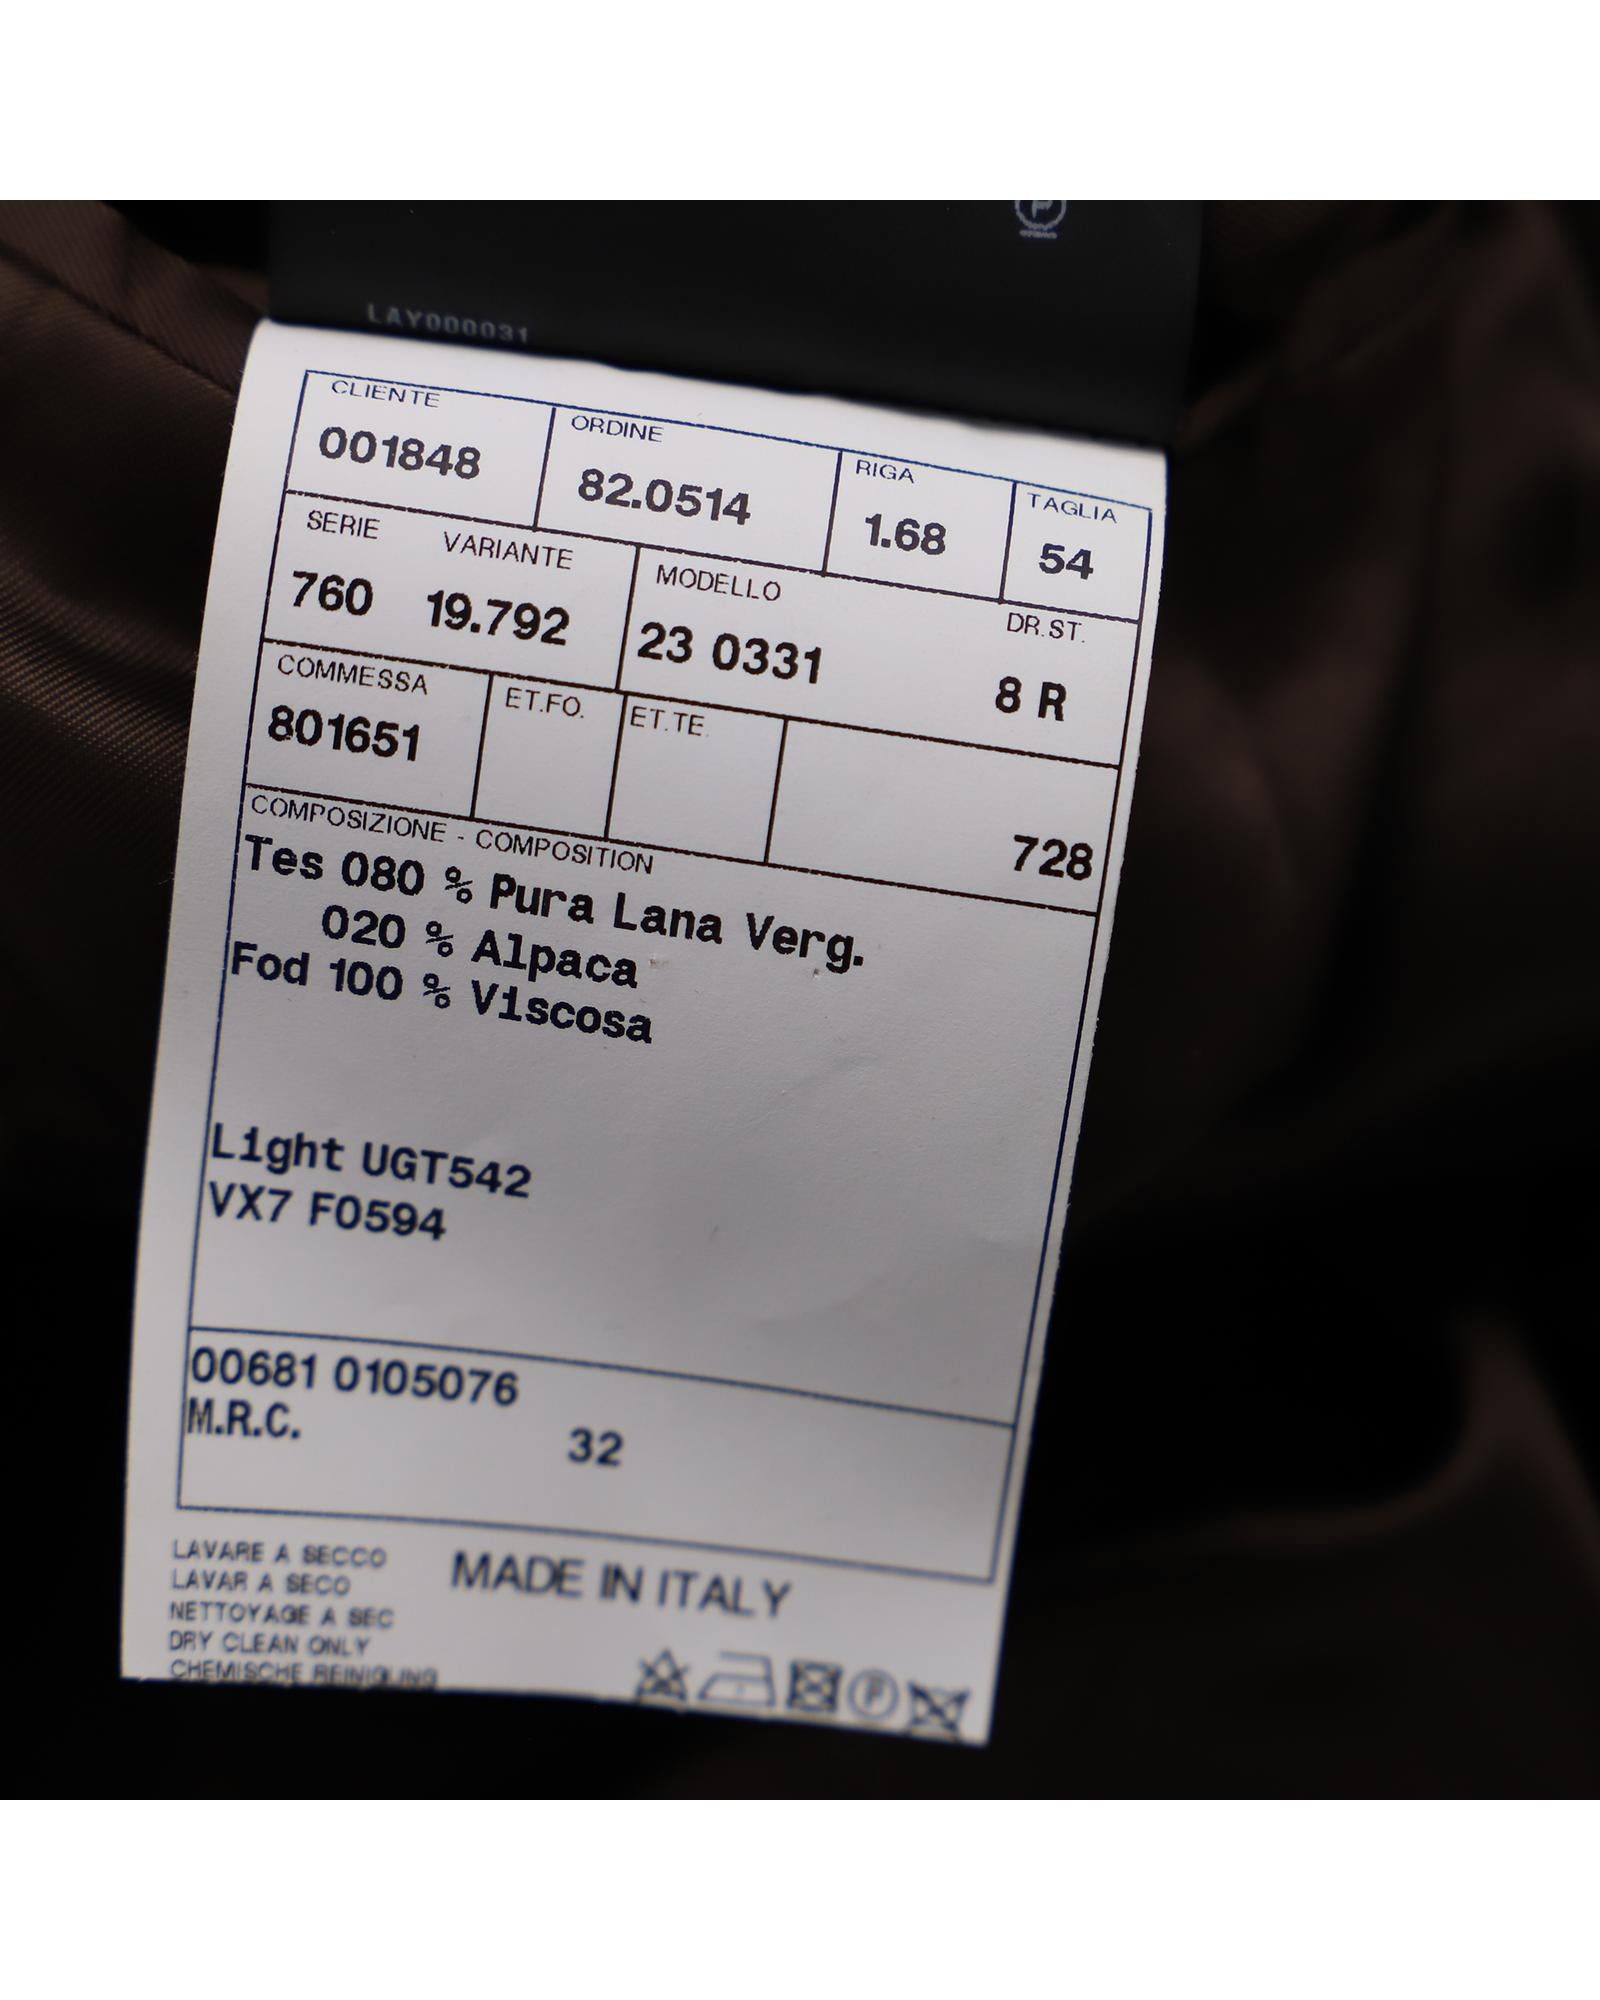 P
LAY000031
CLIENTE ORDINE RIGA TAGLIA
001848 82.0514 1.68 54
SERIE VARIANTE MODELLO DR.ST.
760 19.792 23 0331 8 R
COMMESSA ET.FO. ET.TE.
801651 728
COMPOSIZIONE - COMPOSITION
Tes 080 % Pura Lana Verg.
020 % Alpaca
Fod 100 % Viscosa
Light UGT542
VX7 F0594
00681 0105076
M.R.C. 32
LAVARE A SECCO
LAVAR A SECO
NETTOYAGE A SEC
DRY CLEAN ONLY
CHEMISCHE REINIGUNG
MADE IN ITALY
P